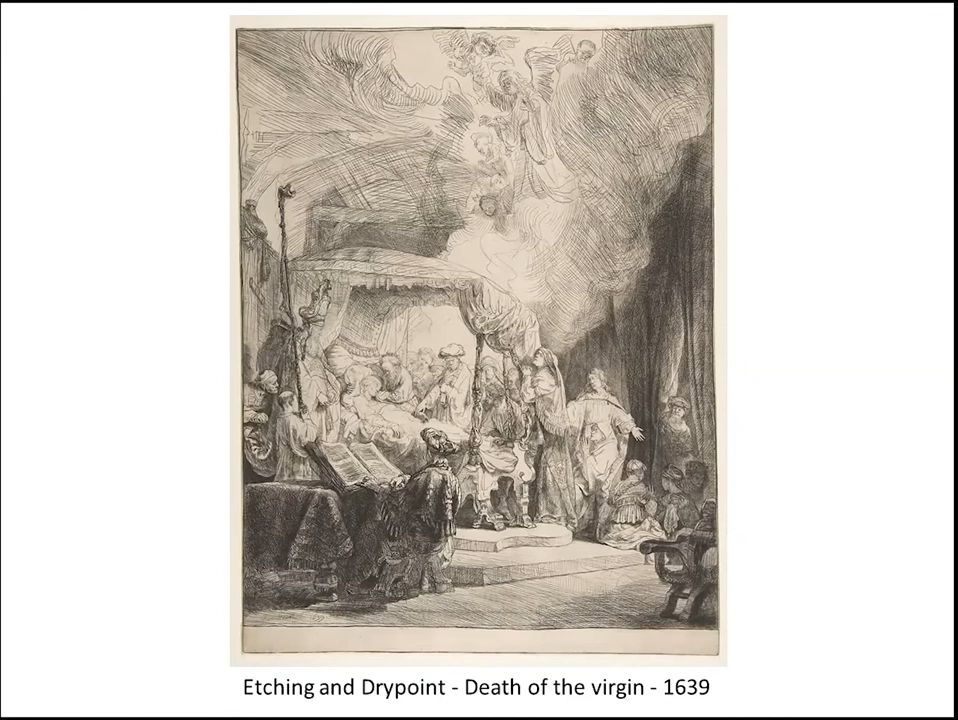 Etching and Drypoint - Death of the virgin - 1639